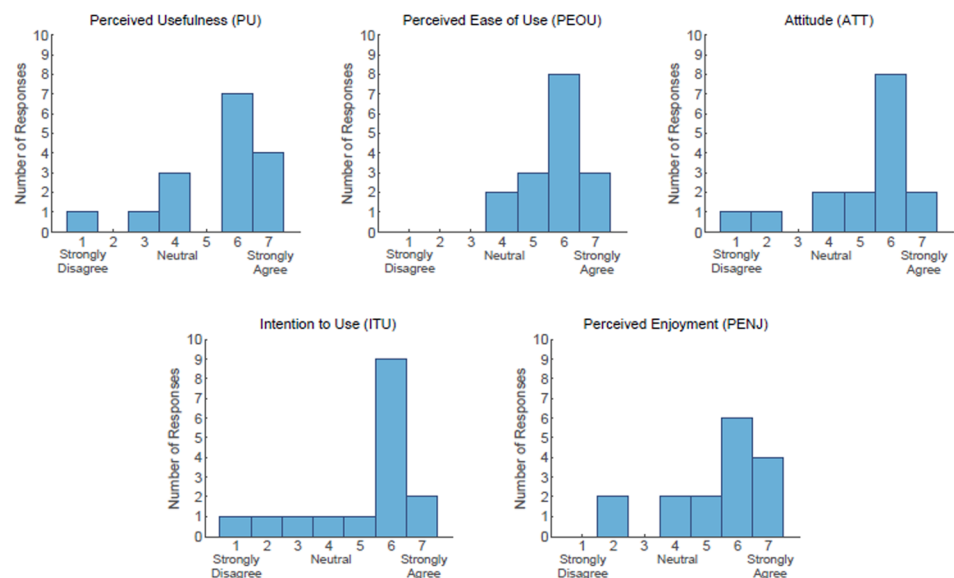 Perceived Usefulness (PU)
Number of Responses
10
9
8
7
6
5
4
3
2
1
0
1 2 3 4 5 6 7
Strongly Disagree Neutral Strongly Agree
Perceived Ease of Use (PEOU)
Number of Responses
10
9
8
7
6
5
4
3
2
1
0
1 2 3 4 5 6 7
Strongly Disagree Neutral Strongly Agree
Attitude (ATT)
Number of Responses
10
9
8
7
6
5
4
3
2
1
0
1 2 3 4 5 6 7
Strongly Disagree Neutral Strongly Agree
Intention to Use (ITU)
Number of Responses
10
9
8
7
6
5
4
3
2
1
0
1 2 3 4 5 6 7
Strongly Disagree Neutral Strongly Agree
Perceived Enjoyment (PENJ)
Number of Responses
10
9
8
7
6
5
4
3
2
1
0
1 2 3 4 5 6 7
Strongly Disagree Neutral Strongly Agree